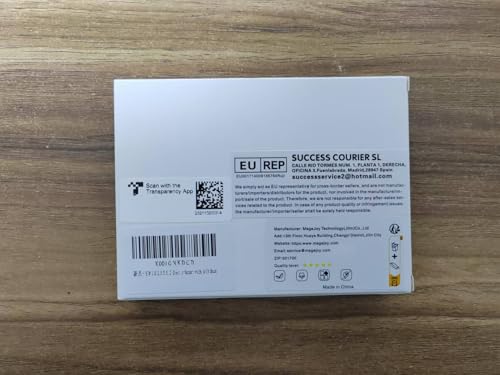 EU REP
SUCCESS COURIER SL
CALLE RIO TORMES NUM. 1, PLANTA 1, DERECHA,
OFICINA 3,Fuenlabrada, Madrid,28947 Spain
successservice2@hotmail.com
Scan with the
Transparency App
We simply act as EU representative for cross-border sellers, and are not manufac-
turers/importers/distributors for the product, nor involved in the manufacture/im-
port/sale of the product. Therefore, we are not responsible for any after-sales servi-
ces related to the product. In case of any product quality or infringement issues
the manufacturer/importer/seller shall be solely held responsible.
Manufacturer: MegaJoy Technology(Jilin)Co., Ltd
Website: https:www.megajoy.com
Email:
ZIP:
Quality level: ★★★★★
Made in China